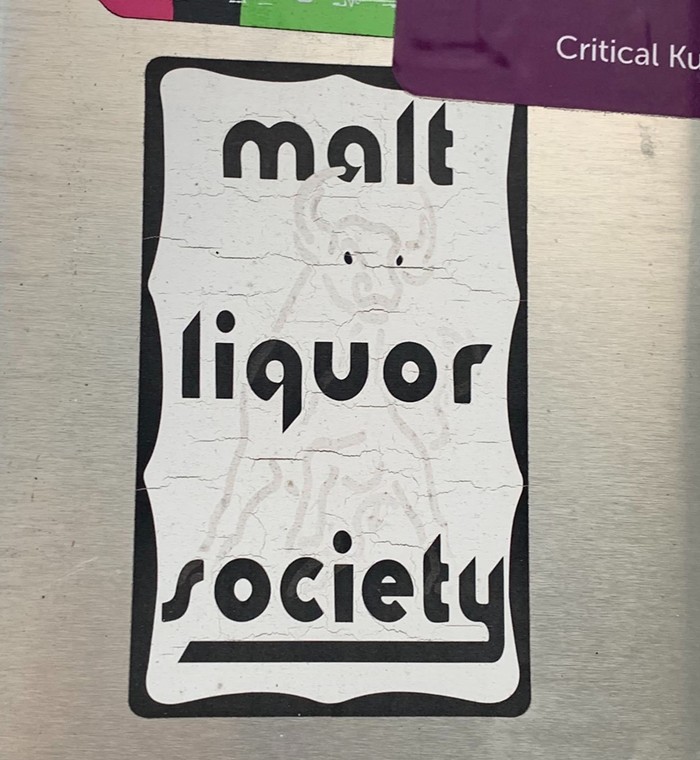 Critical Ku
malt
liquor
society